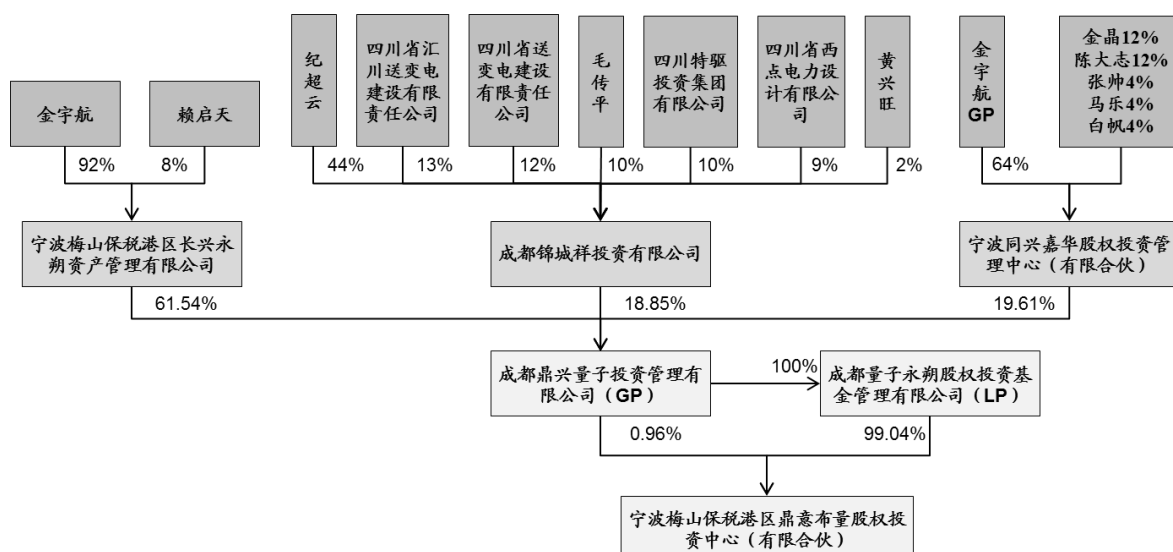 金宇航
赖启天
纪超云
四川省汇
川送变电
建设有限
责任公司
四川省送
变电建设
有限责任
公司
毛传平
四川特驱
投资集团
有限公司
四川省西
点电力设
计有限公
司
黄兴旺
金宇航
GP
金晶12%
陈大志12%
张帅4%
马乐4%
白帆4%
92%
8%
44%
13%
12%
10%
10%
9%
2%
64%
宁波梅山保税港区长兴永
朔资产管理有限公司
成都锦城祥投资有限公司
宁波同兴嘉华股权投资管
理中心（有限合伙）
61.54%
18.85%
19.61%
成都鼎兴量子投资管理有
限公司（GP）
100%
成都量子永朔股权投资基
金管理有限公司（LP）
0.96%
99.04%
宁波梅山保税港区鼎意布量股权投
资中心（有限合伙）